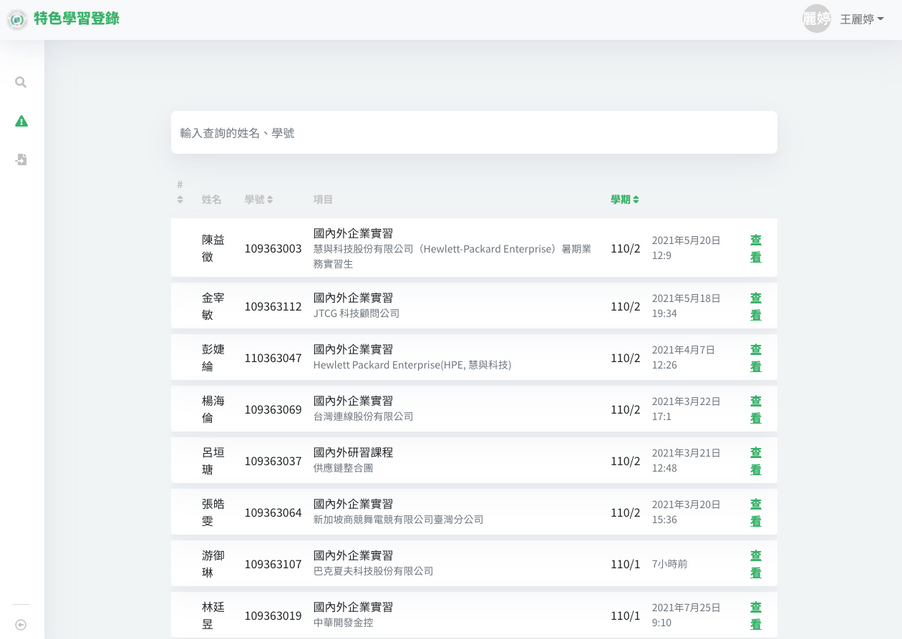 特色學習登錄
麗婷 王麗婷
輸入查詢的姓名、學號
#
姓名 學號 項目 學期
陳益徵 109363003 國內外企業實習 110/2 2021年5月20日 12:9 查看
慧與科技股份有限公司（Hewlett-Packard Enterprise）暑期業
務實習生
金宰敏 109363112 國內外企業實習 110/2 2021年5月18日 19:34 查看
JTCG 科技顧問公司
彭婕綸 110363047 國內外企業實習 110/2 2021年4月7日 12:26 查看
Hewlett Packard Enterprise(HPE, 慧與科技)
楊海倫 109363069 國內外企業實習 110/2 2021年3月22日 17:1 查看
台灣連線股份有限公司
呂垣瑭 109363037 國內外研習課程 110/2 2021年3月21日 12:48 查看
供應鏈整合團
張皓雯 109363064 國內外企業實習 110/2 2021年3月20日 15:36 查看
新加坡商競舞電競有限公司臺灣分公司
游御琳 109363107 國內外企業實習 110/1 7小時前 查看
巴克夏夫科技股份有限公司
林廷昱 109363019 國內外企業實習 110/1 2021年7月25日 9:10 查看
中華開發金控